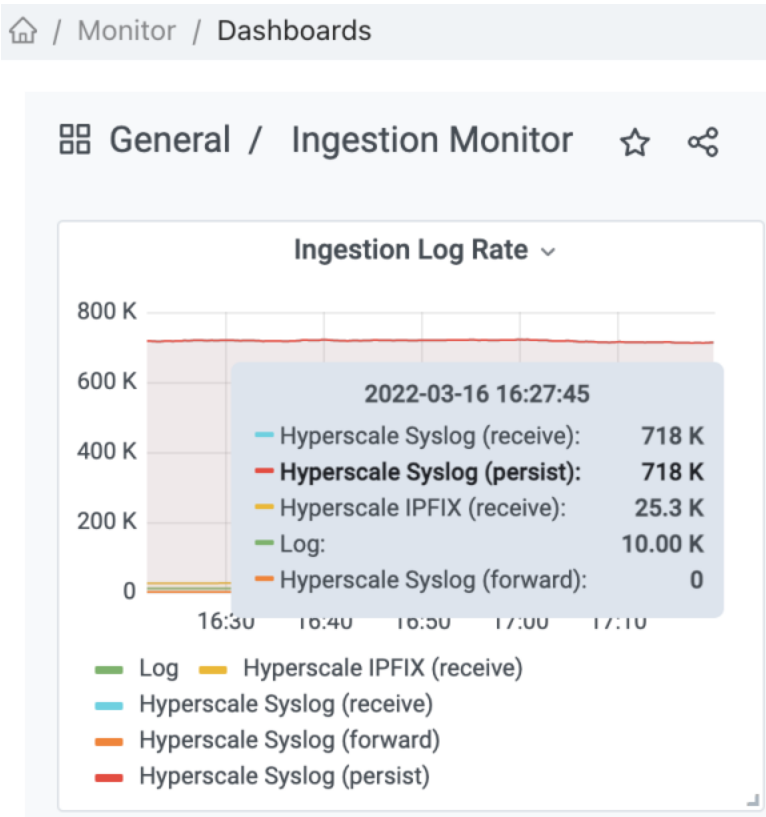 / Monitor / Dashboards
General / Ingestion Monitor
Ingestion Log Rate
800 K
600 K
400 K
200 K
0
2022-03-16 16:27:45
Hyperscale Syslog (receive): 718 K
Hyperscale Syslog (persist): 718 K
Hyperscale IPFIX (receive): 25.3 K
Log: 10.00 K
Hyperscale Syslog (forward): 0
16:30 16:40 16:50 17:00 17:10
Log Hyperscale IPFIX (receive)
Hyperscale Syslog (receive)
Hyperscale Syslog (forward)
Hyperscale Syslog (persist)